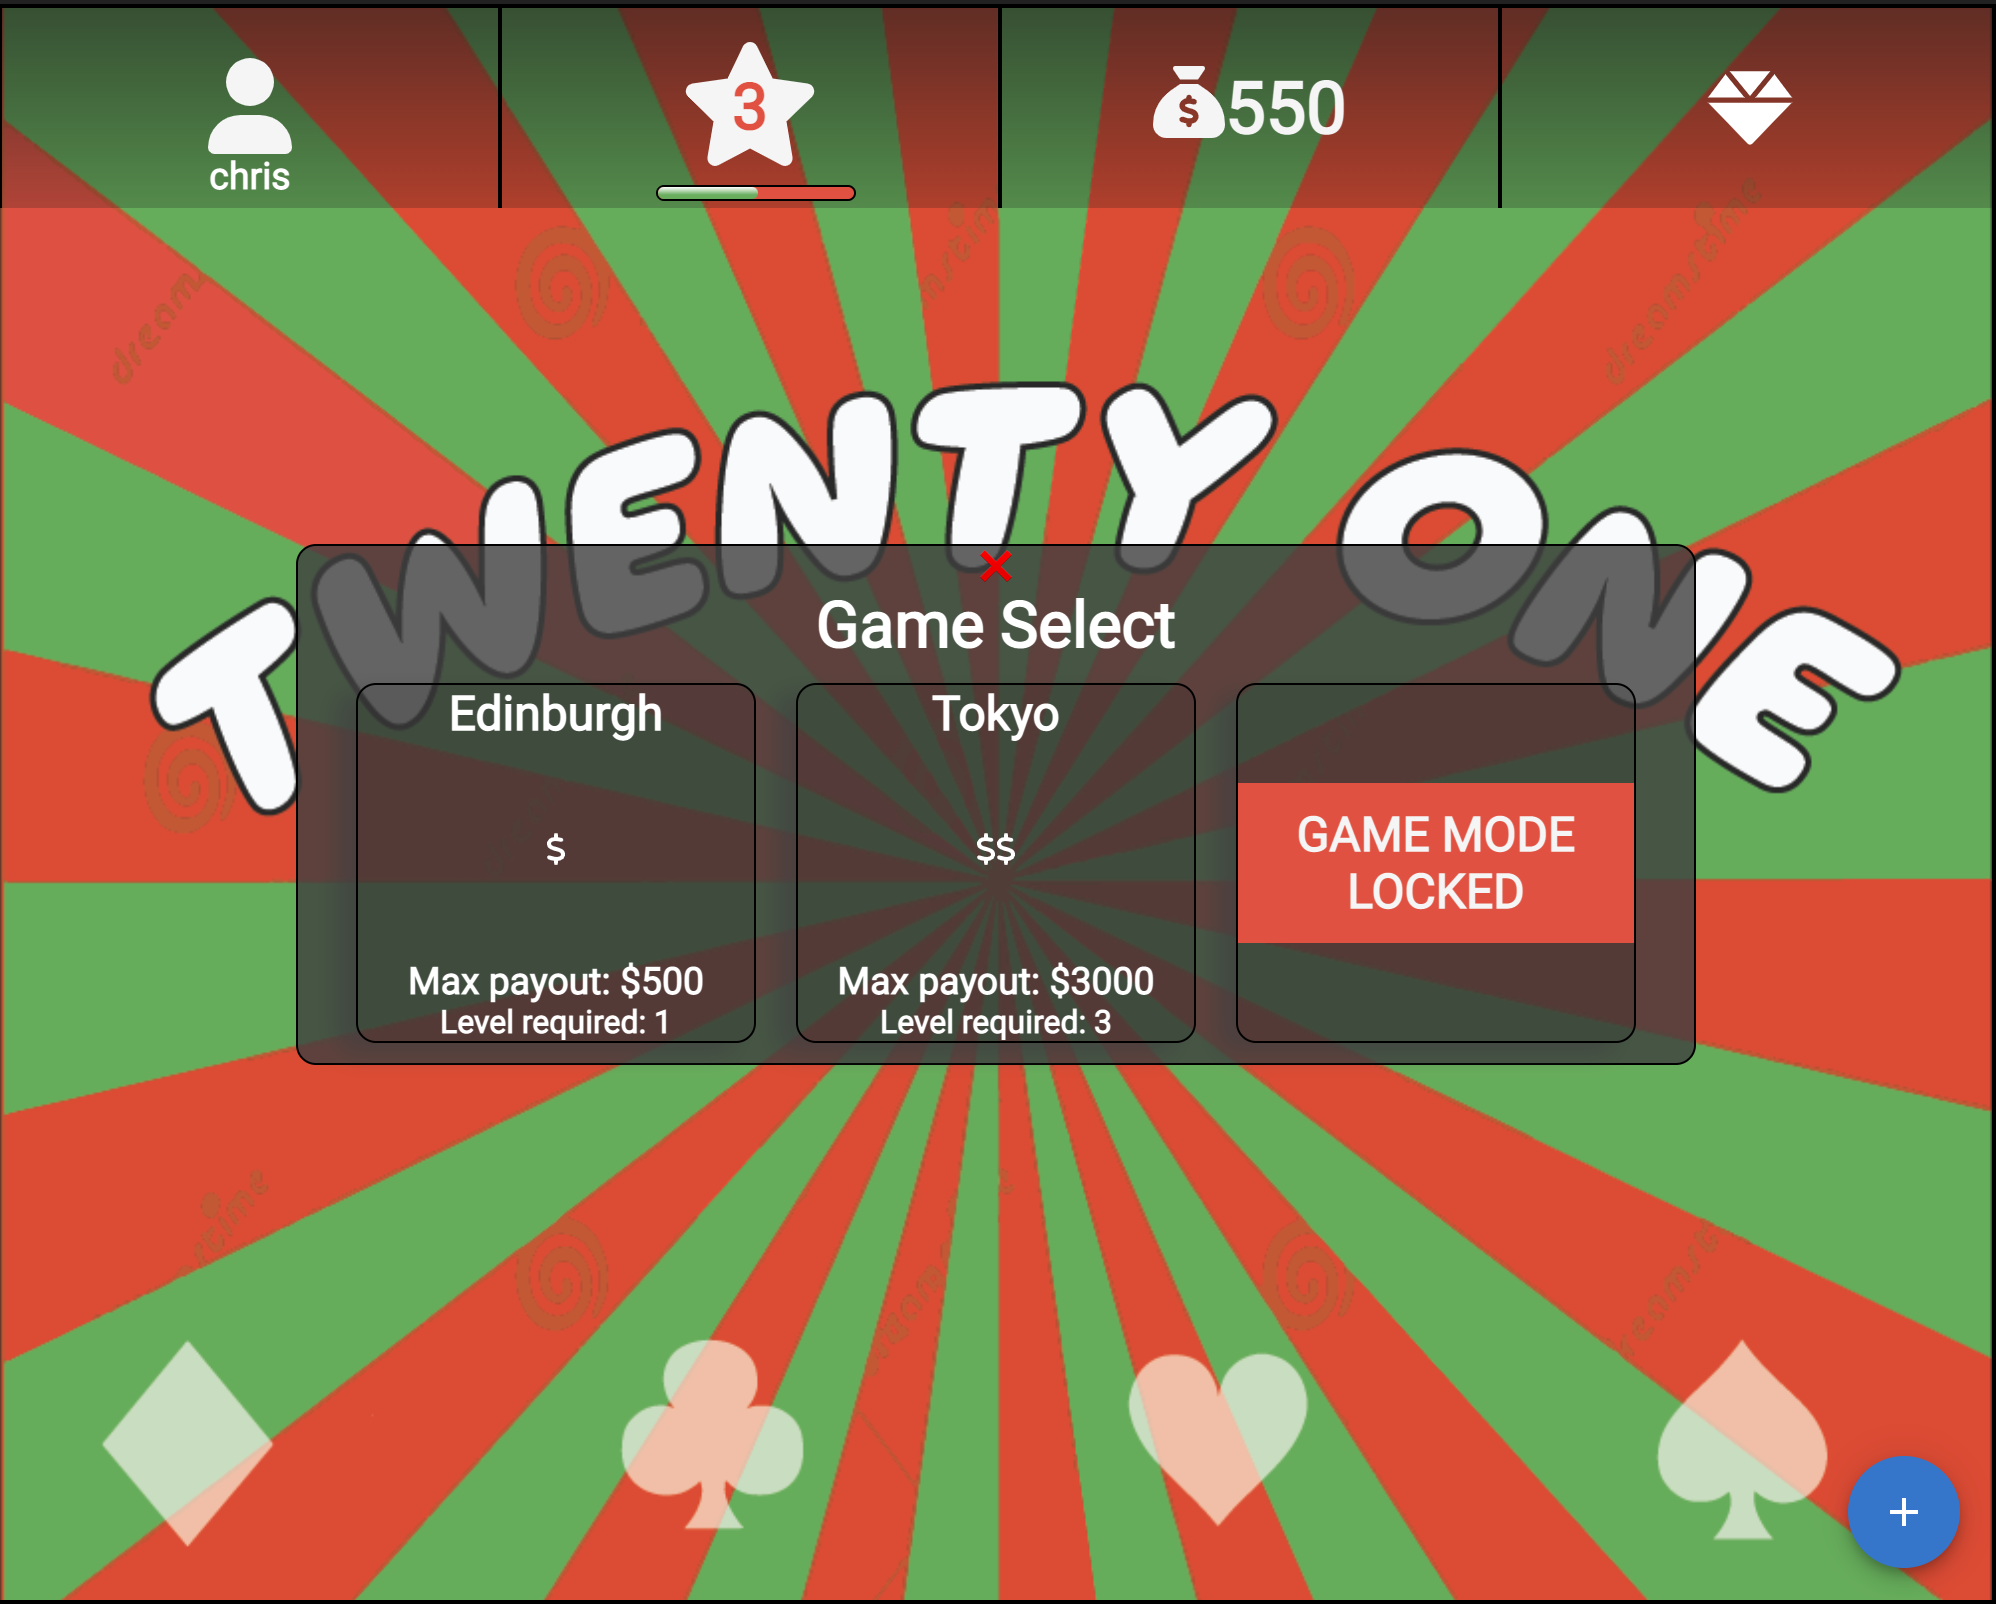 chris
3
$550
TWENTY ONE
×
Game Select
Edinburgh
$
Max payout: $500
Level required: 1
Tokyo
$$
Max payout: $3000
Level required: 3
GAME MODE
LOCKED
+